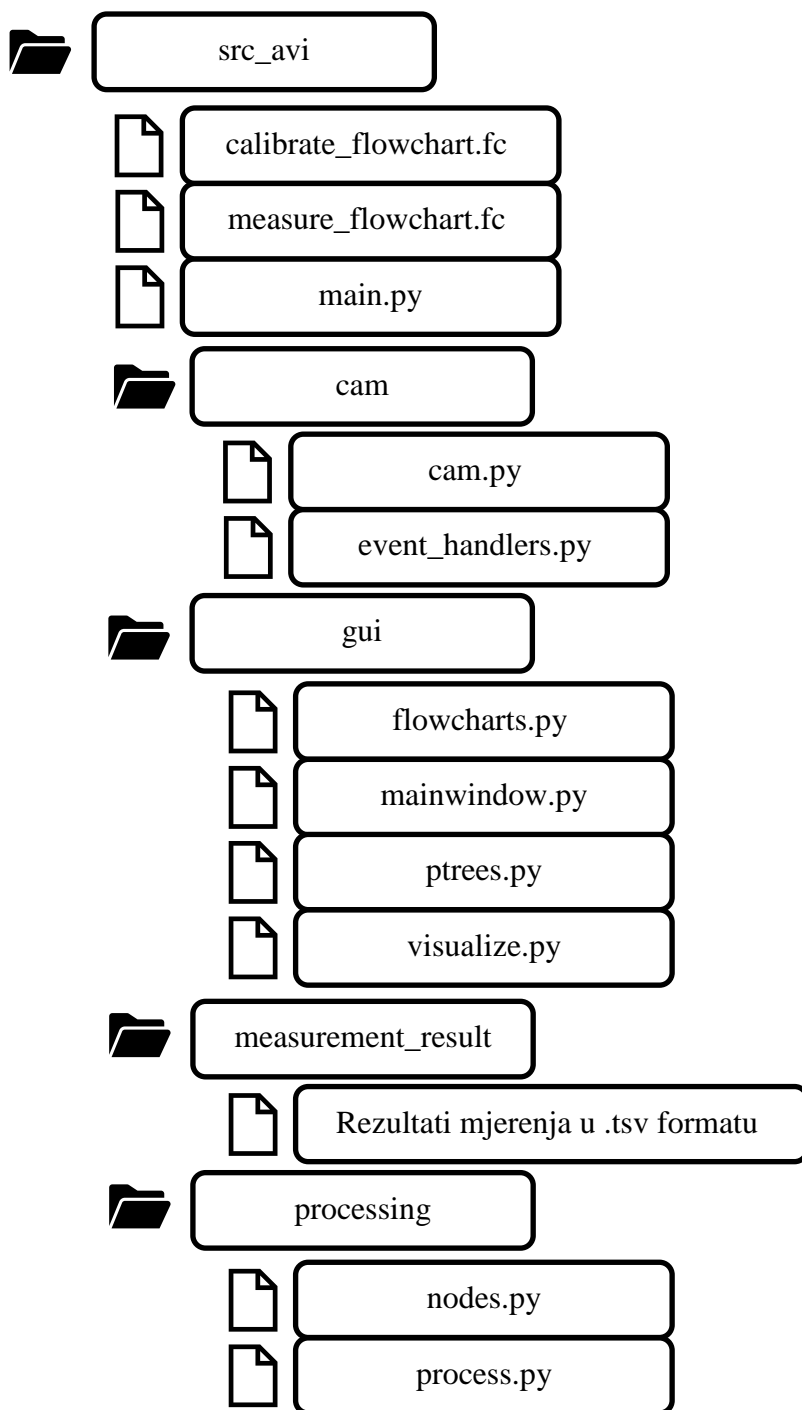 src_avi
calibrate_flowchart.fc
measure_flowchart.fc
main.py
cam
cam.py
event_handlers.py
gui
flowcharts.py
mainwindow.py
ptrees.py
visualize.py
measurement_result
Rezultati mjerenja u .tsv formatu
processing
nodes.py
process.py